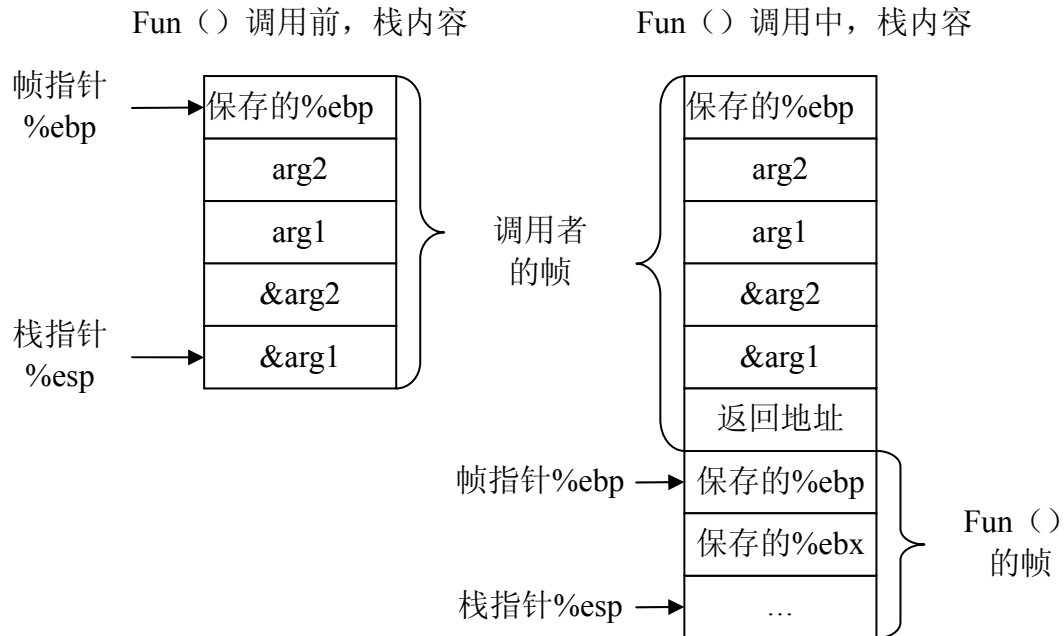 Fun（）调用前，栈内容
帧指针
%ebp
保存的%ebp
arg2
arg1
&arg2
&arg1
栈指针
%esp
调用者
的帧
Fun（）调用中，栈内容
保存的%ebp
arg2
arg1
&arg2
&arg1
返回地址
帧指针%ebp
保存的%ebp
保存的%ebx
栈指针%esp
…
Fun（）
的帧